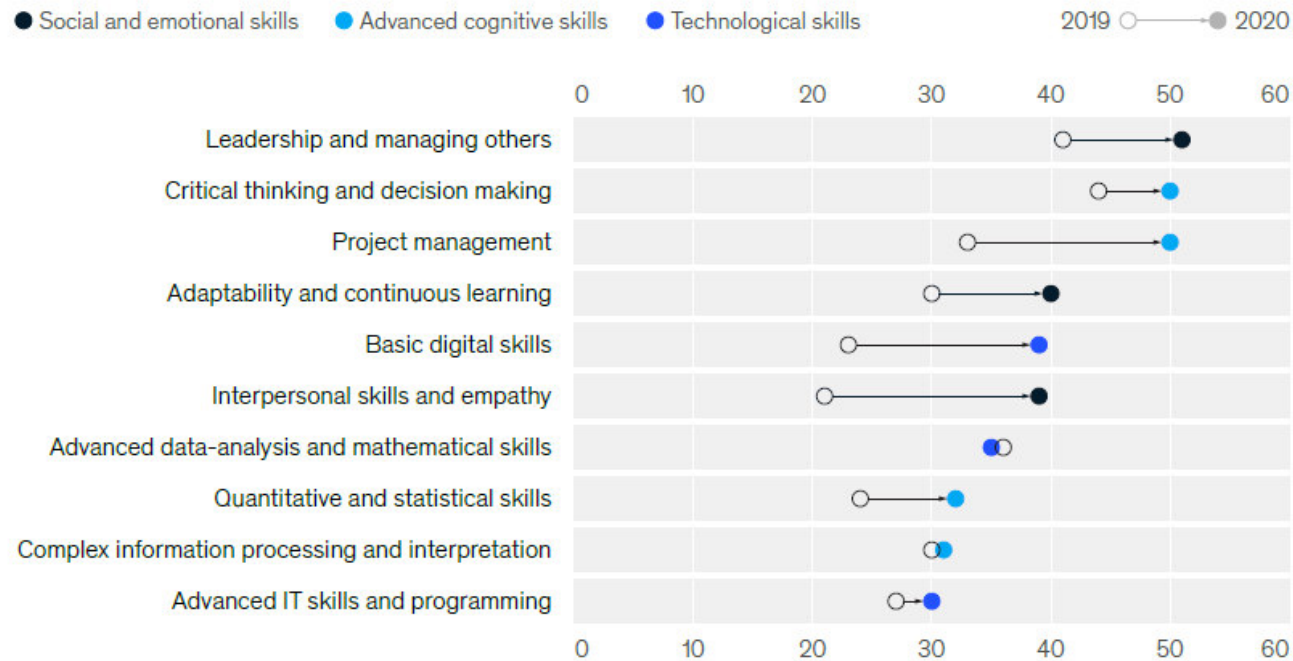 Social and emotional skills Advanced cognitive skills Technological skills 2019 2020
0 10 20 30 40 50 60
Leadership and managing others
Critical thinking and decision making
Project management
Adaptability and continuous learning
Basic digital skills
Interpersonal skills and empathy
Advanced data-analysis and mathematical skills
Quantitative and statistical skills
Complex information processing and interpretation
Advanced IT skills and programming
0 10 20 30 40 50 60